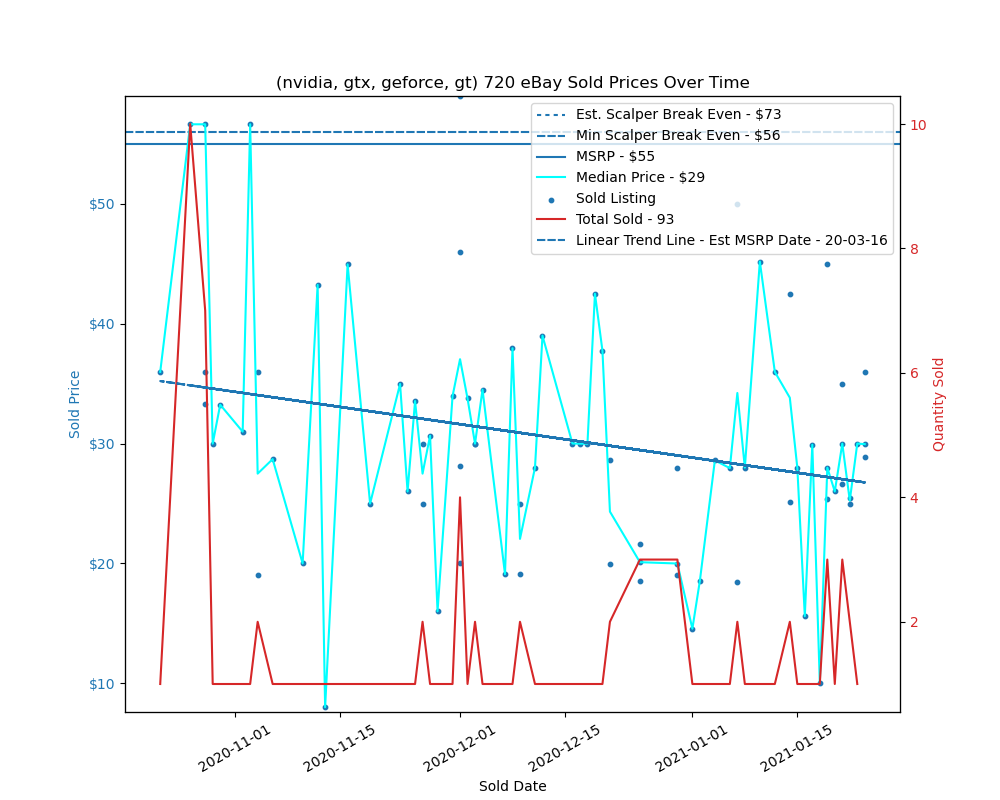 (nvidia, gtx, geforce, gt) 720 eBay Sold Prices Over Time
Est. Scalper Break Even - $73
Min Scalper Break Even - $56
MSRP - $55
Median Price - $29
Sold Listing
Total Sold - 93
Linear Trend Line - Est MSRP Date - 20-03-16
$50
$40
$30
$20
$10
Sold Price
10
8
6
4
2
Quantity Sold
2020-11-01
2020-11-15
2020-12-01
2020-12-15
2021-01-01
2021-01-15
Sold Date